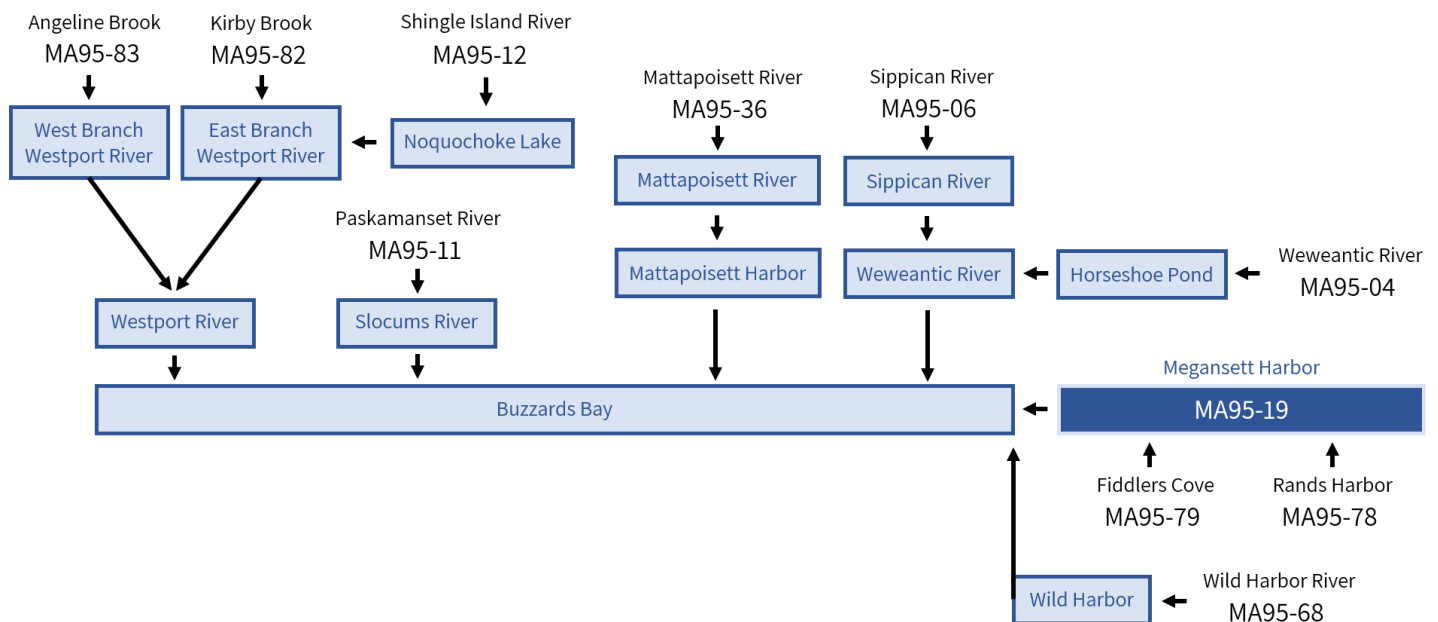 Angeline Brook
MA95-83
Kirby Brook
MA95-82
Shingle Island River
MA95-12
Mattapoisett River
MA95-36
Sippican River
MA95-06
West Branch
Westport River
East Branch
Westport River
Noquochoke Lake
Mattapoisett River
Sippican River
Paskamanset River
MA95-11
Mattapoisett Harbor
Weweantic River
Horseshoe Pond
Weweantic River
MA95-04
Westport River
Slocums River
Megansett Harbor
Buzzards Bay
MA95-19
Fiddlers Cove
MA95-79
Rands Harbor
MA95-78
Wild Harbor
Wild Harbor River
MA95-68